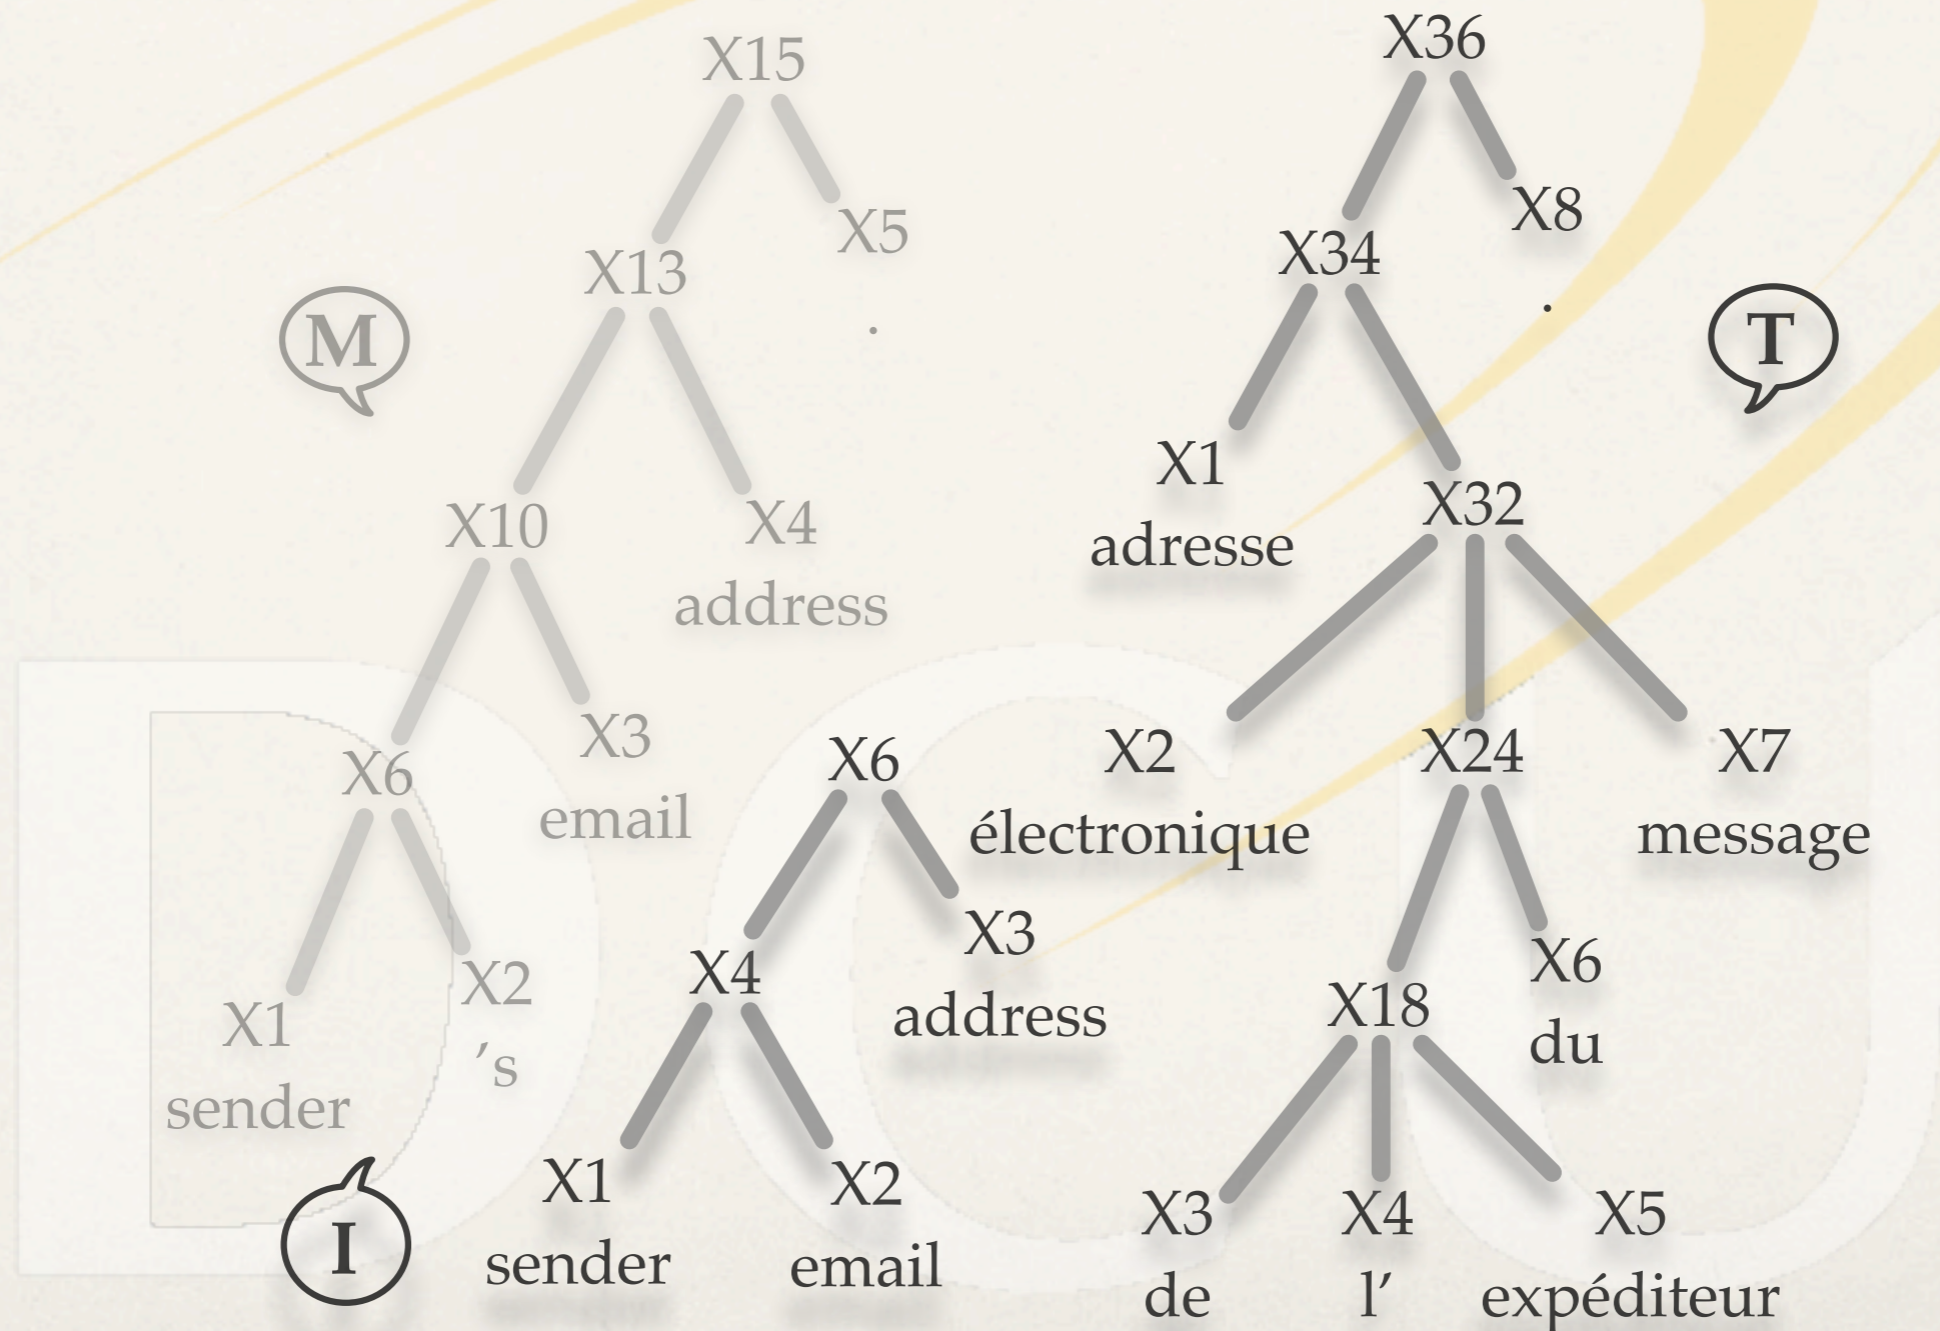 X15
X5
X13
.
M
X10
X4
address
X6
X3
email
X1
sender
X2
's
I
X6
X4
X3
address
X1
sender
X2
email
X36
X34
X8
.
T
X1
adresse
X32
X2
électronique
X24
X7
message
X18
X6
du
X3
de
X4
l'
X5
expéditeur
DCU